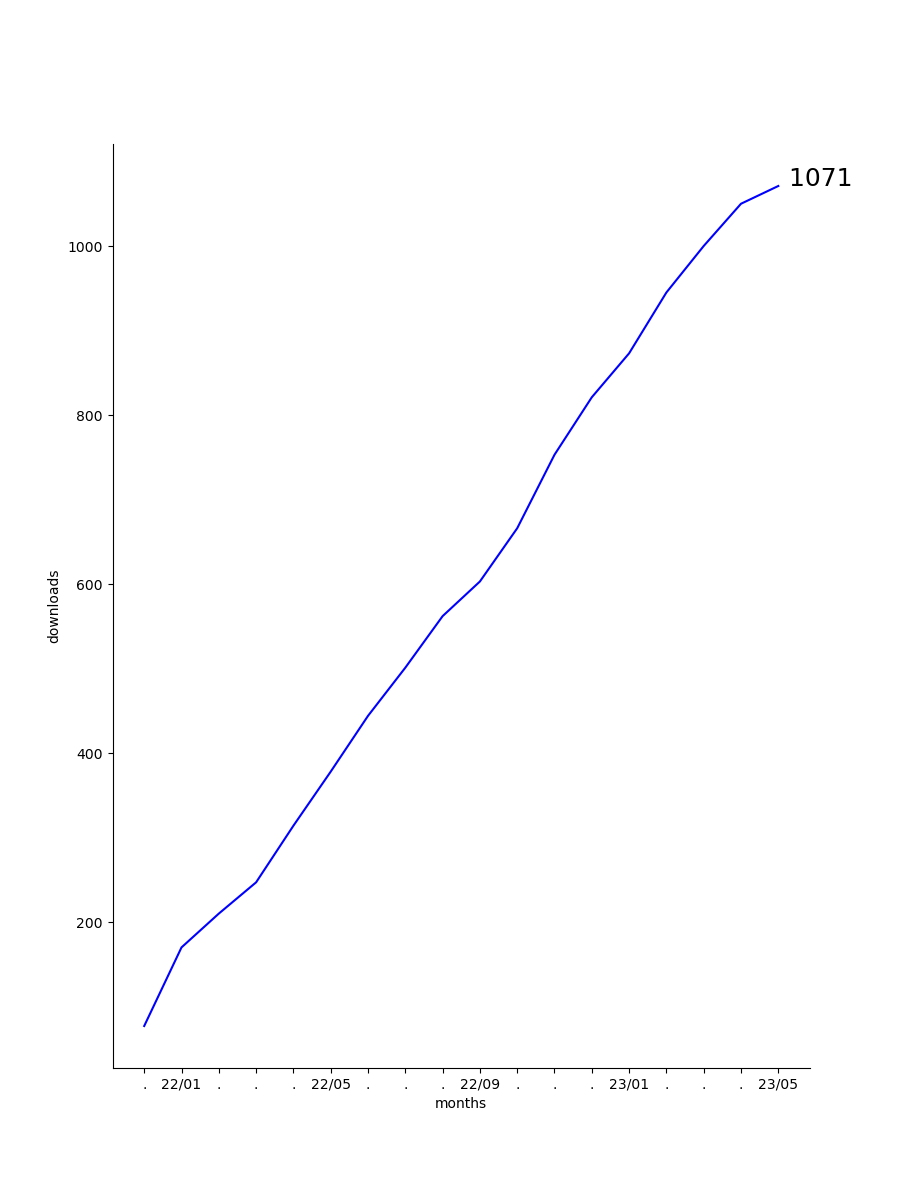 1071
1000
800
600
400
200
downloads
. 22/01 . . . 22/05 . . . 22/09 . . . 23/01 . . . 23/05
months